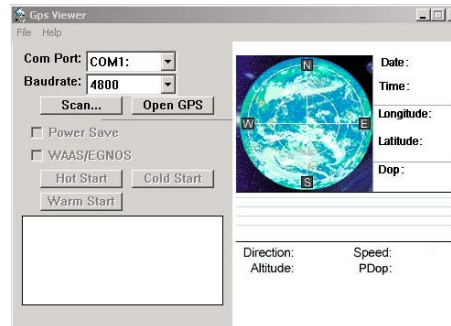 Gps Viewer
File Help
Com Port: COM1:
Baudrate: 4800
Scan... Open GPS
Power Save
WAAS/EGNOS
Hot Start Cold Start
Warm Start
N
W E
S
Date:
Time:
Longitude:
Latitude:
Dop:
Direction: Speed:
Altitude: PDop: